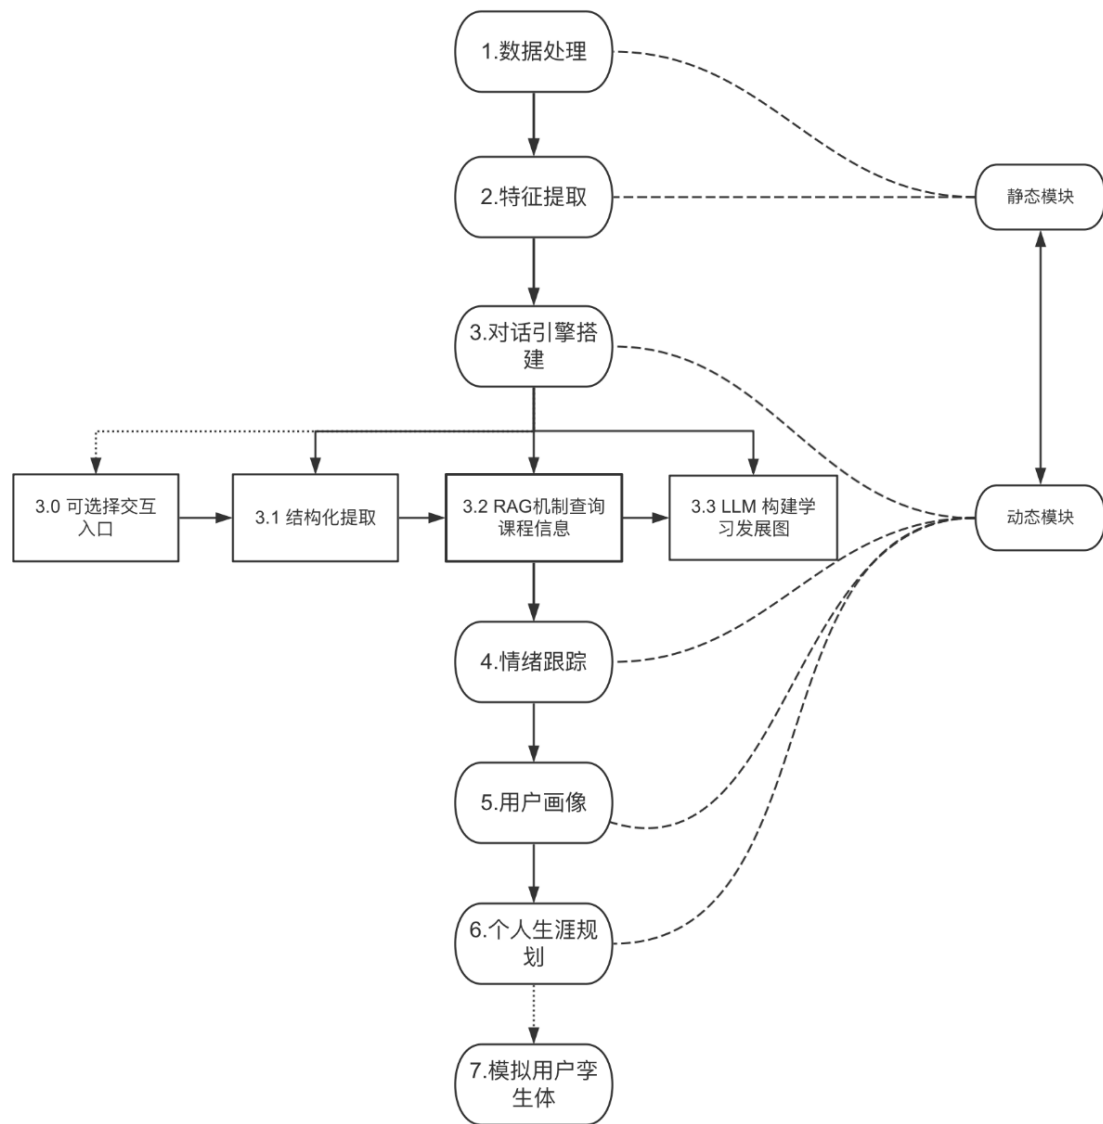 1.数据处理
2.特征提取
静态模块
3.对话引擎搭
建
3.0 可选择交互
入口
3.1 结构化提取
3.2 RAG机制查询
课程信息
3.3 LLM 构建学
习发展图
动态模块
4.情绪跟踪
5.用户画像
6.个人生涯规
划
7.模拟用户孪
生体